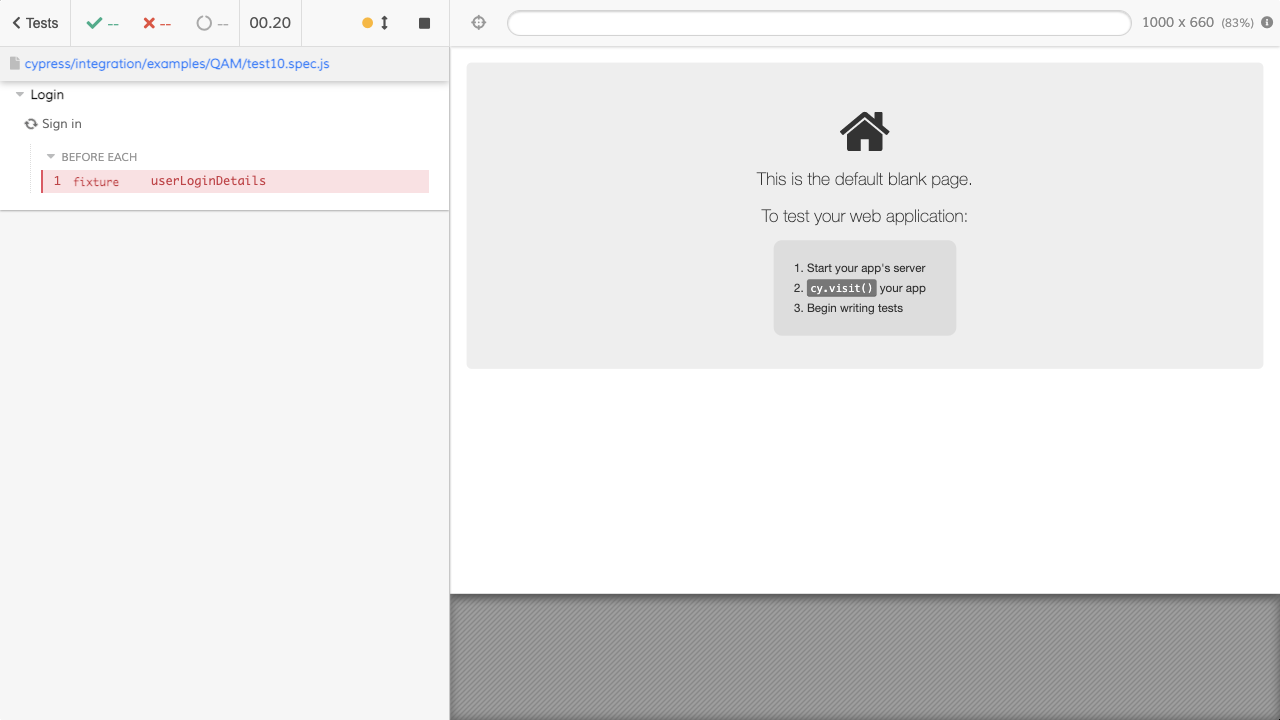 Tests -- -- -- 00.20
1000 x 660 (83%)
cypress/integration/examples/QAM/test10.spec.js
Login
Sign in
BEFORE EACH
1 fixture userLoginDetails
This is the default blank page.
To test your web application:
1. Start your app's server
2. cy.visit() your app
3. Begin writing tests